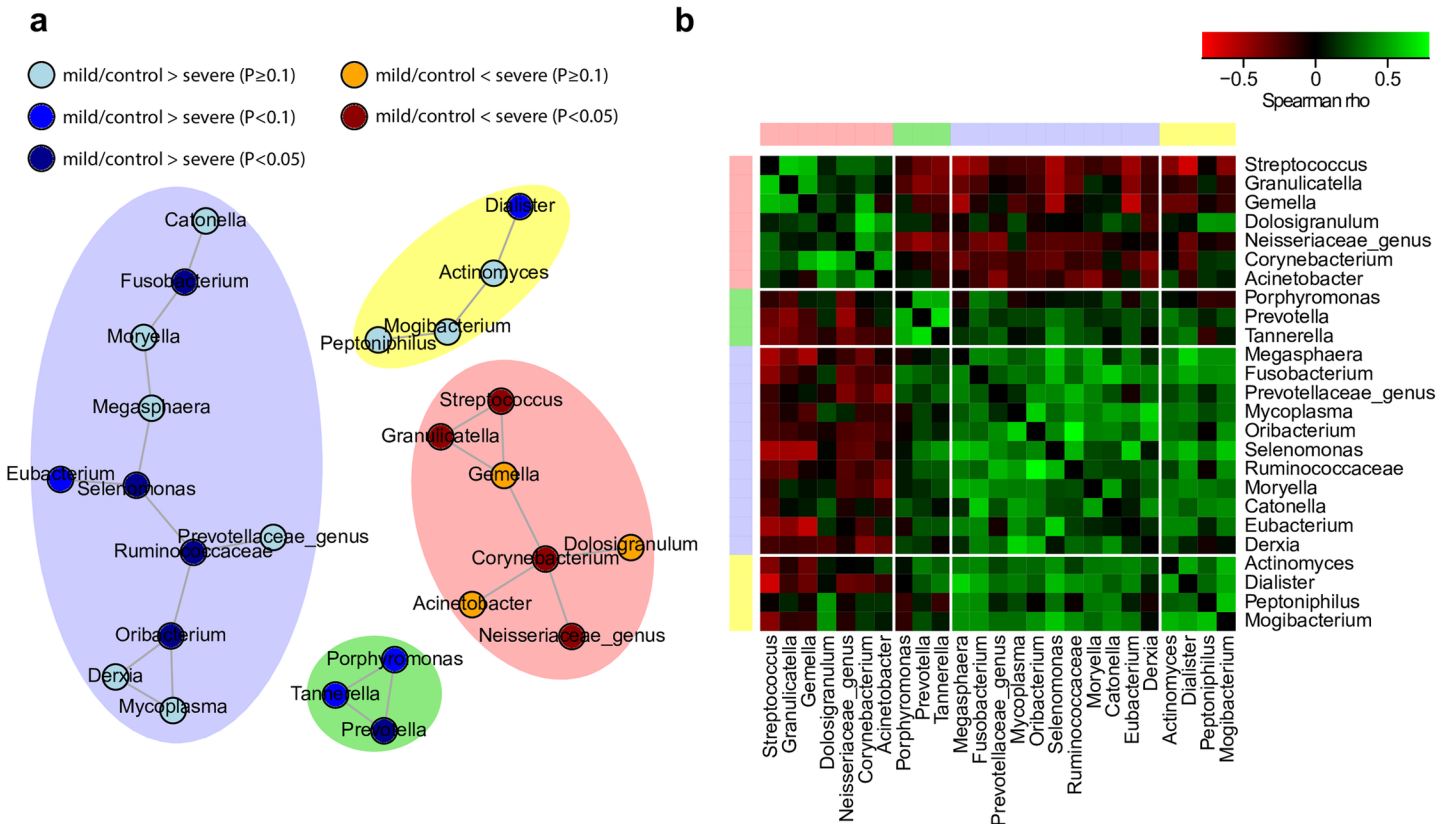 a
mild/control > severe (P≥0.1)
mild/control > severe (P<0.1)
mild/control > severe (P<0.05)
mild/control < severe (P≥0.1)
mild/control < severe (P<0.05)
Catonella
Fusobacterium
Moryella
Megasphaera
Eubacterium
Selenomonas
Prevotellaceae_genus
Ruminococcaceae
Oribacterium
Derxia
Mycoplasma
Dialister
Actinomyces
Mogibacterium
Peptoniphilus
Streptococcus
Granulicatella
Gemella
Dolosigranulum
Corynebacterium
Acinetobacter
Neisseriaceae_genus
Porphyromonas
Tannerella
Prevotella
b
−0.5 0 0.5
Spearman rho
Streptococcus
Granulicatella
Gemella
Dolosigranulum
Neisseriaceae_genus
Corynebacterium
Acinetobacter
Porphyromonas
Prevotella
Tannerella
Megasphaera
Fusobacterium
Prevotellaceae_genus
Mycoplasma
Oribacterium
Selenomonas
Ruminococcaceae
Moryella
Catonella
Eubacterium
Derxia
Actinomyces
Dialister
Peptoniphilus
Mogibacterium
Streptococcus
Granulicatella
Gemella
Dolosigranulum
Neisseriaceae_genus
Corynebacterium
Acinetobacter
Porphyromonas
Prevotella
Tannerella
Megasphaera
Fusobacterium
Prevotellaceae_genus
Mycoplasma
Oribacterium
Selenomonas
Ruminococcaceae
Moryella
Catonella
Eubacterium
Derxia
Actinomyces
Dialister
Peptoniphilus
Mogibacterium